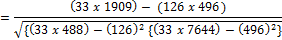 = (33 x 1909) − (126 x 496) / √{(33 x 488) − (126)² {(33 x 7644) − (496)²}